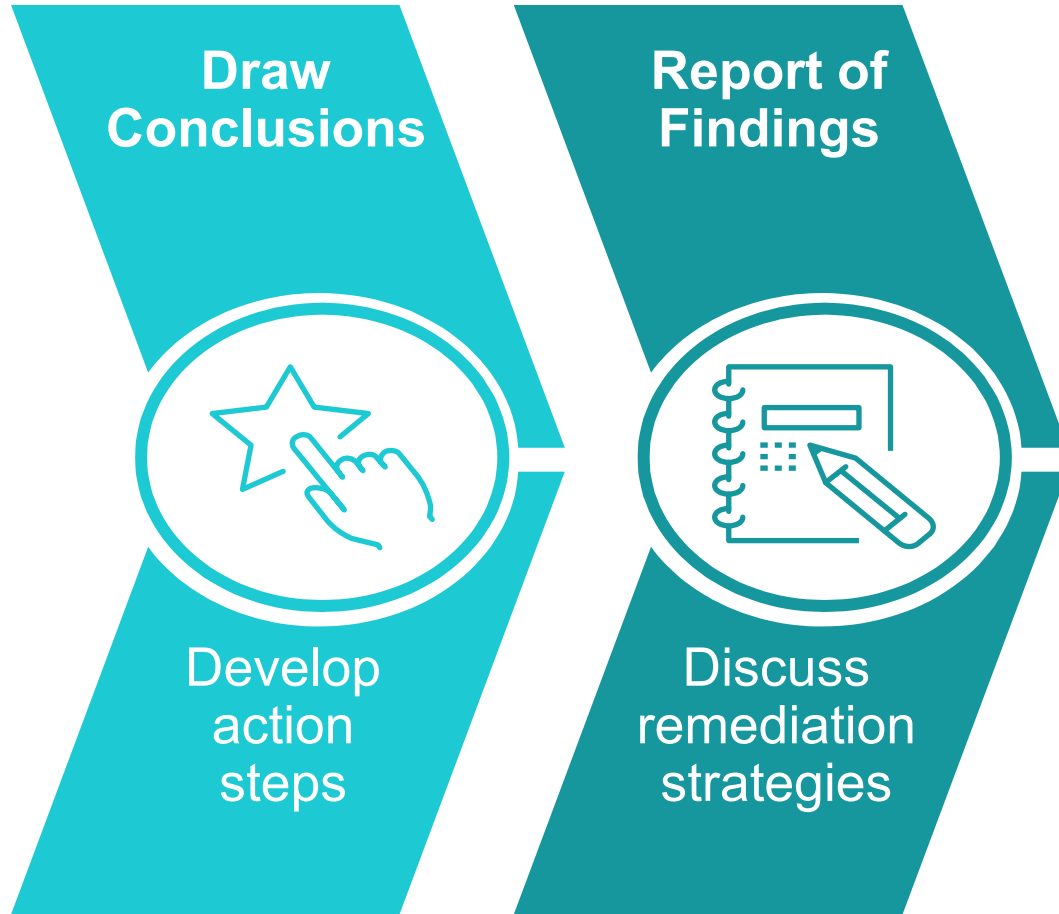 Draw
Conclusions
Develop
action
steps
Report of
Findings
Discuss
remediation
strategies